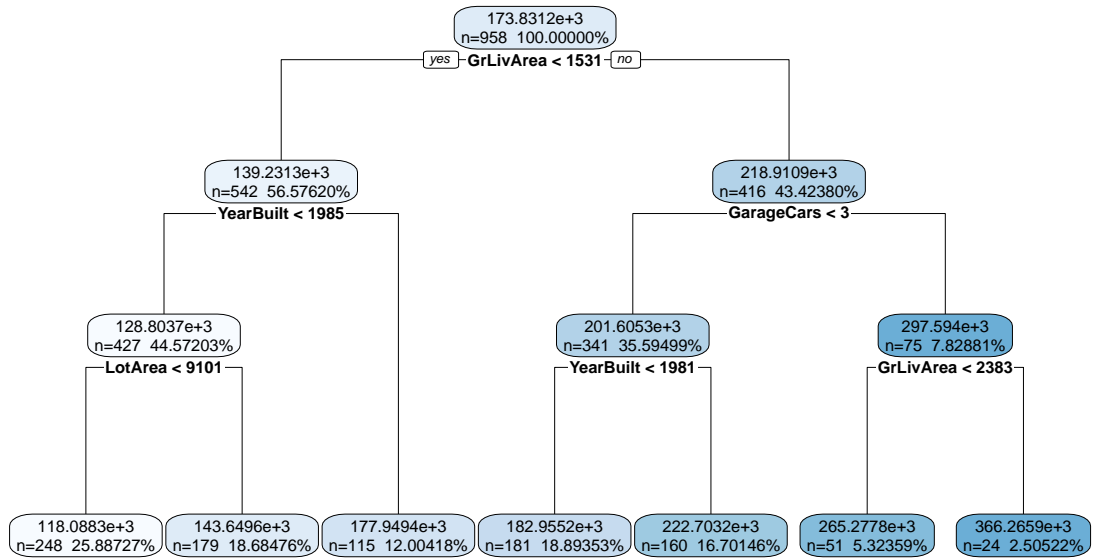 173.8312e+3
n=958 100.00000%
yes GrLivArea < 1531 no
139.2313e+3
n=542 56.57620%
YearBuilt < 1985
218.9109e+3
n=416 43.42380%
GarageCars < 3
128.8037e+3
n=427 44.57203%
LotArea < 9101
201.6053e+3
n=341 35.59499%
YearBuilt < 1981
297.594e+3
n=75 7.82881%
GrLivArea < 2383
118.0883e+3
n=248 25.88727%
143.6496e+3
n=179 18.68476%
177.9494e+3
n=115 12.00418%
182.9552e+3
n=181 18.89353%
222.7032e+3
n=160 16.70146%
265.2778e+3
n=51 5.32359%
366.2659e+3
n=24 2.50522%